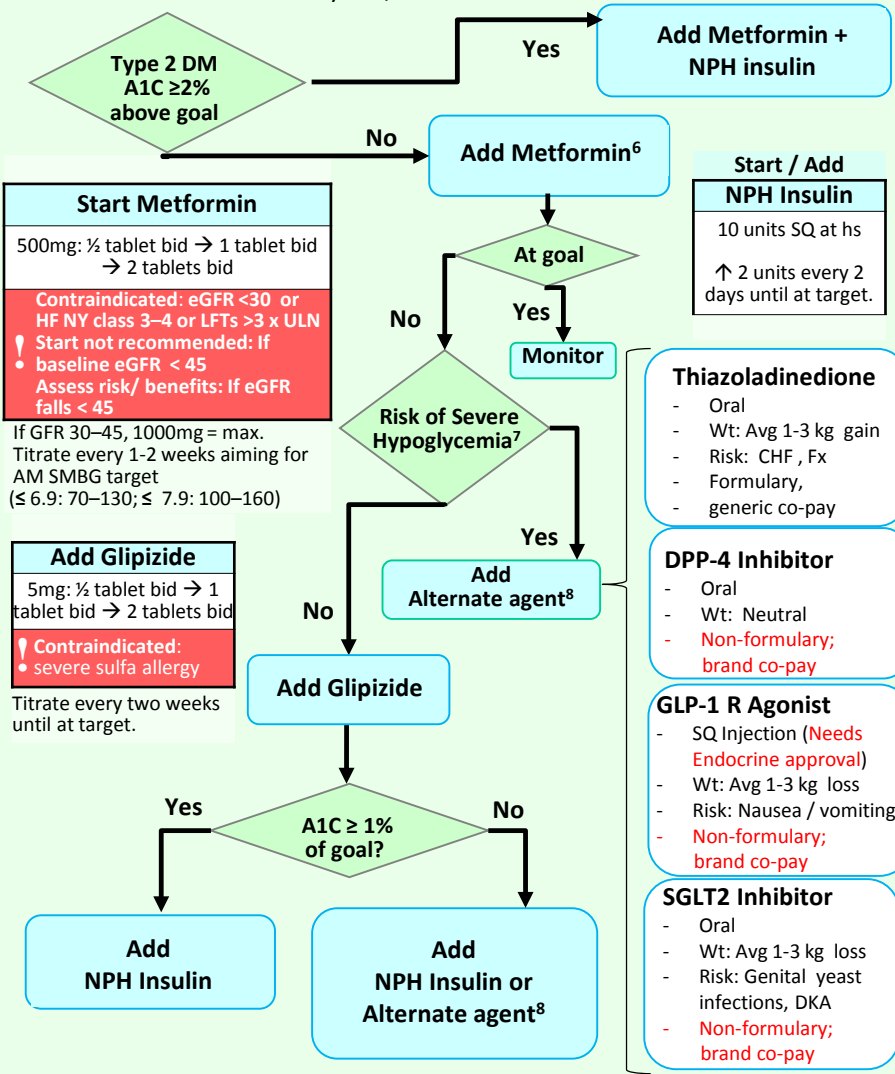 Type 2 DM
A1C ≥2%
above goal
Yes
Add Metformin +
NPH insulin
No
Add Metformin6
Start Metformin
500mg: ½ tablet bid → 1 tablet bid
→ 2 tablets bid
Contraindicated: eGFR <30 or
HF NY class 3–4 or LFTs >3 x ULN
! Start not recommended: If
baseline eGFR < 45
Assess risk/ benefits: If eGFR
falls < 45
If GFR 30–45, 1000mg = max.
Titrate every 1-2 weeks aiming for
AM SMBG target
(≤ 6.9: 70–130; ≤ 7.9: 100–160)
Start / Add
NPH Insulin
10 units SQ at hs
↑ 2 units every 2
days until at target.
At goal
No
Yes
Monitor
Risk of Severe
Hypoglycemia7
Yes
Add
Alternate agent8
No
Add Glipizide
5mg: ½ tablet bid → 1
tablet bid → 2 tablets bid
! Contraindicated:
severe sulfa allergy
Titrate every two weeks
until at target.
Add Glipizide
Yes
No
A1C ≥ 1%
of goal?
Add
NPH Insulin
Add
NPH Insulin or
Alternate agent8
Thiazoladinedione
- Oral
- Wt: Avg 1-3 kg gain
- Risk: CHF , Fx
- Formulary,
- generic co-pay
DPP-4 Inhibitor
- Oral
- Wt: Neutral
- Non-formulary;
brand co-pay
GLP-1 R Agonist
- SQ Injection (Needs
Endocrine approval)
- Wt: Avg 1-3 kg loss
- Risk: Nausea / vomiting
- Non-formulary;
brand co-pay
SGLT2 Inhibitor
- Oral
- Wt: Avg 1-3 kg loss
- Risk: Genital yeast
infections, DKA
- Non-formulary;
brand co-pay